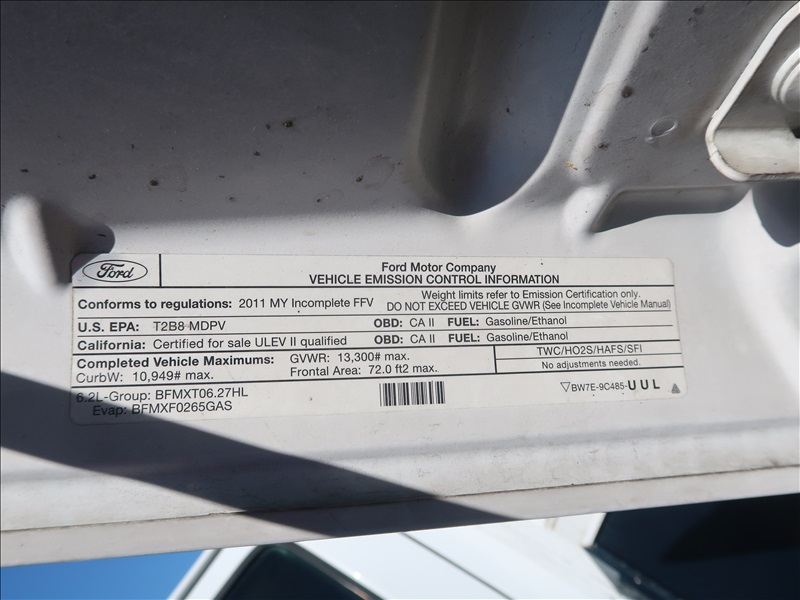 Ford
Ford Motor Company
VEHICLE EMISSION CONTROL INFORMATION
Conforms to regulations: 2011 MY Incomplete FFV
Weight limits refer to Emission Certification only.
DO NOT EXCEED VEHICLE GVWR (See Incomplete Vehicle Manual)
U.S. EPA: T2B8 MDPV OBD: CA II FUEL: Gasoline/Ethanol
California: Certified for sale ULEV II qualified OBD: CA II FUEL: Gasoline/Ethanol
Completed Vehicle Maximums: GVWR: 13,300# max.
CurbW: 10,949# max. Frontal Area: 72.0 ft2 max.
TWC/HO2S/HAFS/SFI
No adjustments needed.
6.2L-Group: BFMXT06.27HL
Evap: BFMXF0265GAS
BW7E-9C485-UUL